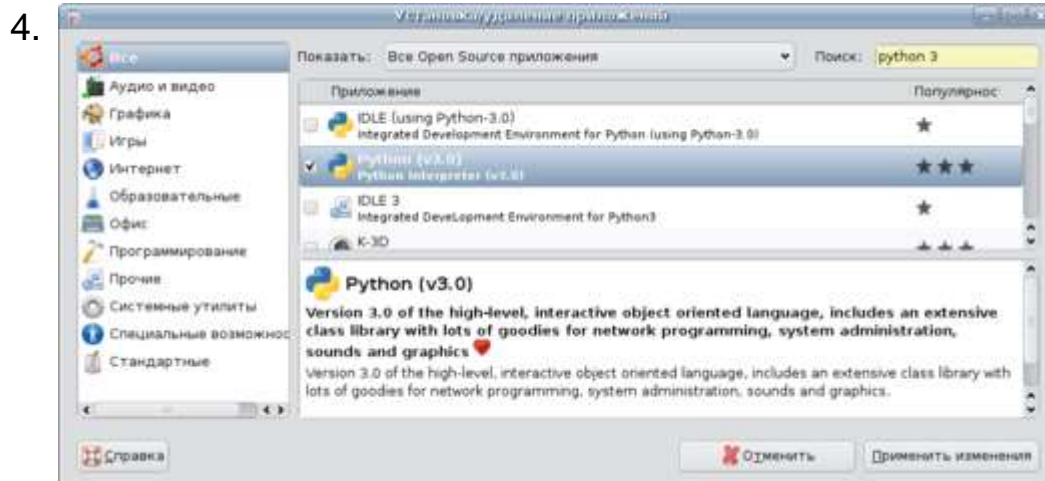 4.
Установка/удаление приложений
Все
Показать: Все Open Source приложения
Поиск: python 3
Аудио и видео
Графика
Игры
Интернет
Образовательные
Офис
Программирование
Прочие
Системные утилиты
Специальные возможнос
Стандартные
Приложение Популярнос
IDLE (using Python-3.0)
Integrated Development Environment for Python (using Python-3.0)
Python (v3.0)
Python Interpreter (v3.0)
IDLE 3
Integrated DeveLopment Environment for Python3
K-3D
Python (v3.0)
Version 3.0 of the high-level, interactive object oriented language, includes an extensive
class library with lots of goodies for network programming, system administration,
sounds and graphics
Version 3.0 of the high-level, interactive object oriented language, includes an extensive class library with
lots of goodies for network programming, system administration, sounds and graphics.
Справка
Отменить
Применить изменения